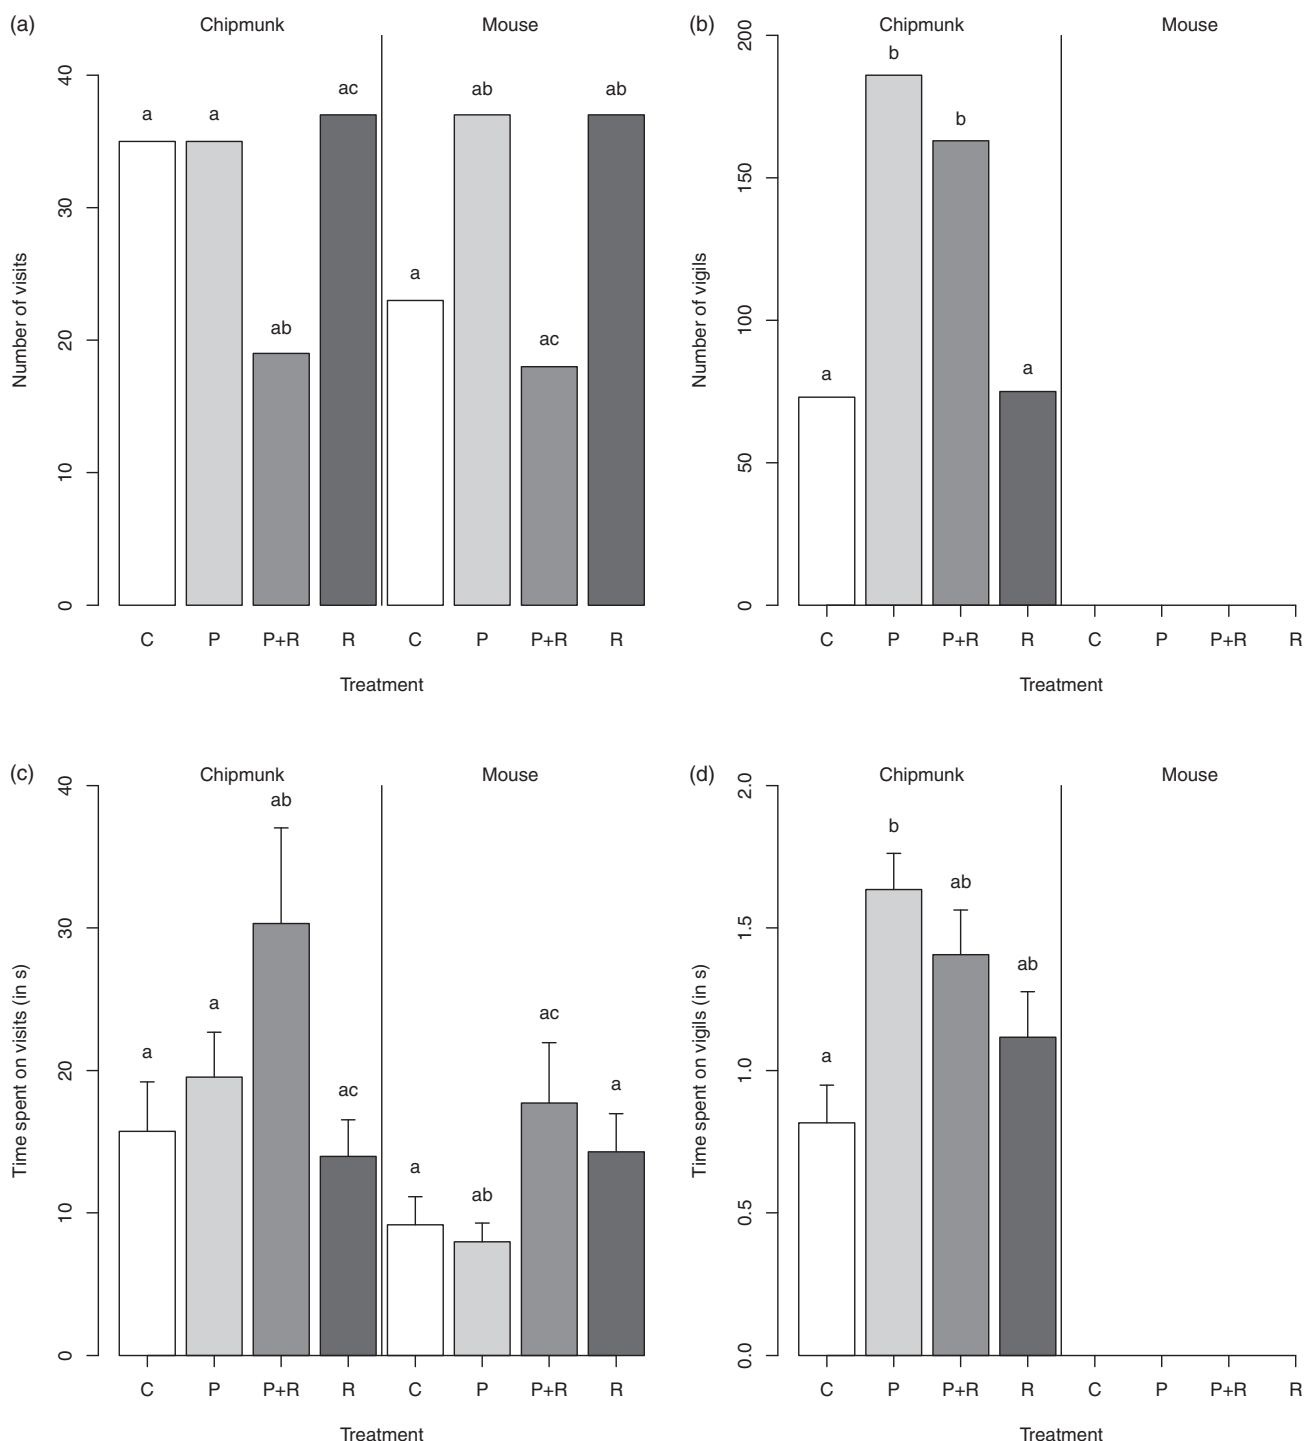 (a)
Chipmunk Mouse
Number of visits
40
30
20
10
0
a a ab ac a ab ac ab
C P P+R R C P P+R R
Treatment
(b)
Chipmunk Mouse
Number of vigils
200
150
100
50
0
a b b a
C P P+R R C P P+R R
Treatment
(c)
Chipmunk Mouse
Time spent on visits (in s)
40
30
20
10
0
a a ab ac a ab ac a
C P P+R R C P P+R R
Treatment
(d)
Chipmunk Mouse
Time spent on vigils (in s)
2.0
1.5
1.0
0.5
0.0
a b ab ab
C P P+R R C P P+R R
Treatment